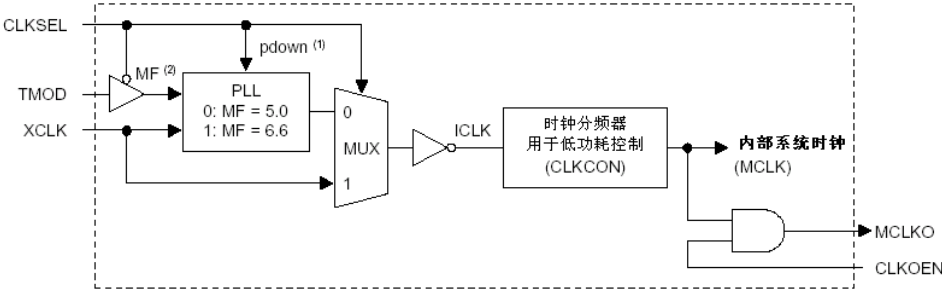 CLKSEL
pdown (1)
MF (2)
TMOD
PLL
0: MF = 5.0
1: MF = 6.6
XCLK
0
MUX
1
ICLK
时钟分频器
用于低功耗控制
(CLKCON)
内部系统时钟
(MCLK)
MCLKO
CLKOEN